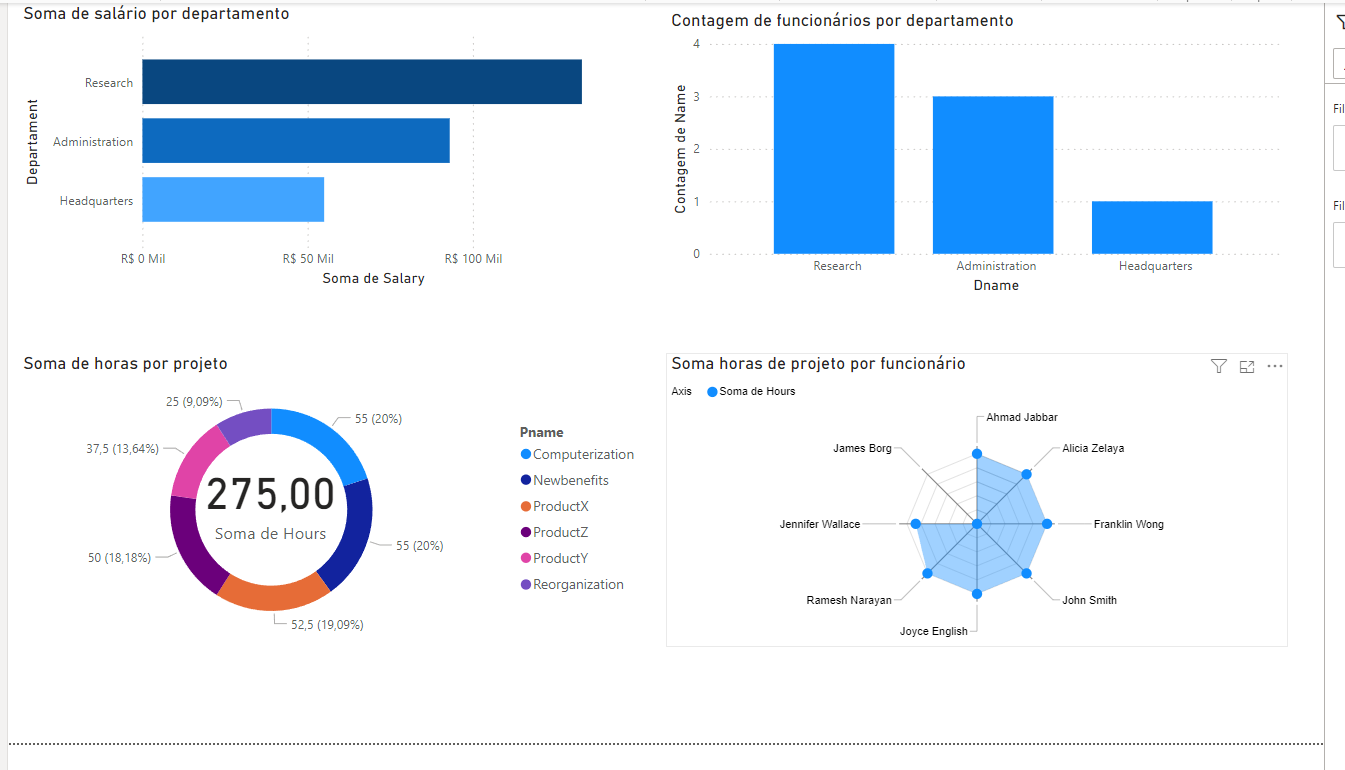 Soma de salário por departamento
Departament
Research
Administration
Headquarters
R$ 0 Mil
R$ 50 Mil
R$ 100 Mil
Soma de Salary
Contagem de funcionários por departamento
Contagem de Name
4
3
2
1
0
Research
Administration
Headquarters
Dname
Fil
Fil
Soma de horas por projeto
25 (9,09%)
55 (20%)
37,5 (13,64%)
275,00
Soma de Hours
50 (18,18%)
55 (20%)
52,5 (19,09%)
Pname
Computerization
Newbenefits
ProductX
ProductZ
ProductY
Reorganization
Soma horas de projeto por funcionário
Axis
Soma de Hours
Ahmad Jabbar
James Borg
Alicia Zelaya
Jennifer Wallace
Franklin Wong
Ramesh Narayan
John Smith
Joyce English